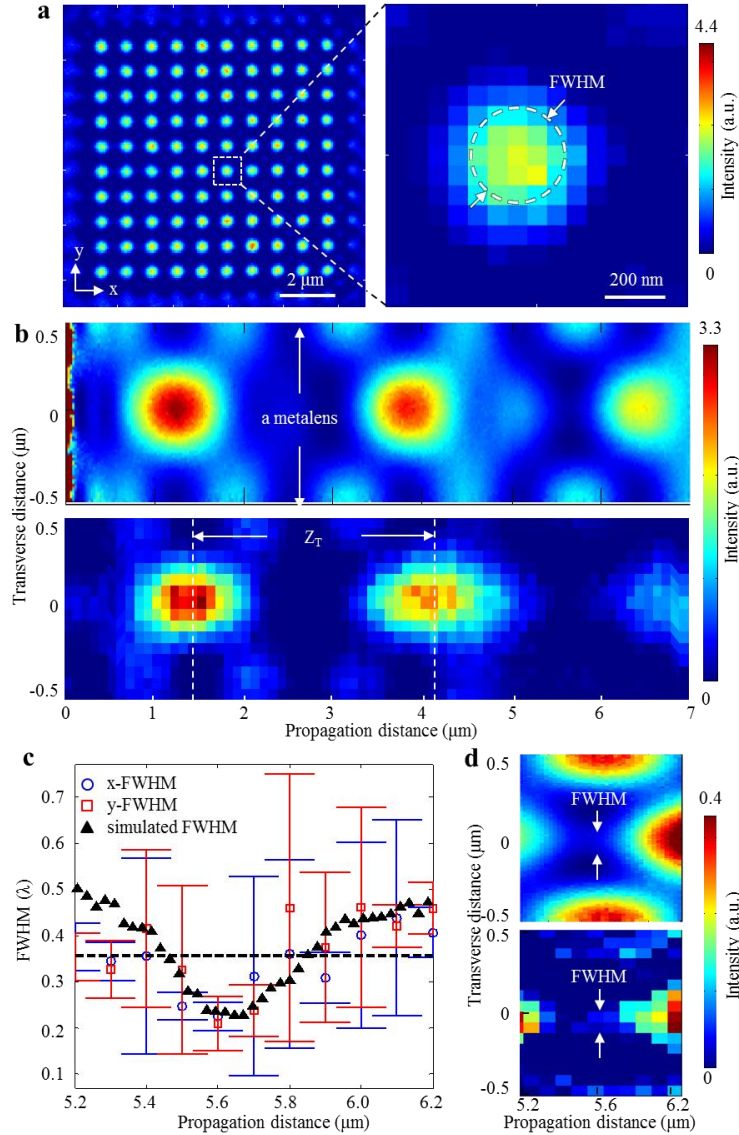 a
4.4
FWHM
Intensity (a.u.)
y
x
2 μm
200 nm
0
b
3.3
0.5
0
-0.5
a metalens
Transverse distance (μn)
Intensity (a.u.)
0.5
0
-0.5
Z_T
0
0 1 2 3 4 5 6 7
Propagation distance (μm)
c
x-FWHM
y-FWHM
simulated FWHM
FWHM (λ)
0.7
0.6
0.5
0.4
0.3
0.2
0.1
5.2 5.4 5.6 5.8 6.0 6.2
Propagation distance (μm)
d
0.5
FWHM
0
-0.5
0.4
Transverse distance (μm)
Intensity (a.u.)
0.5
FWHM
0
-0.5
0
5.2 5.6 6.2
Propagation distance (μm)